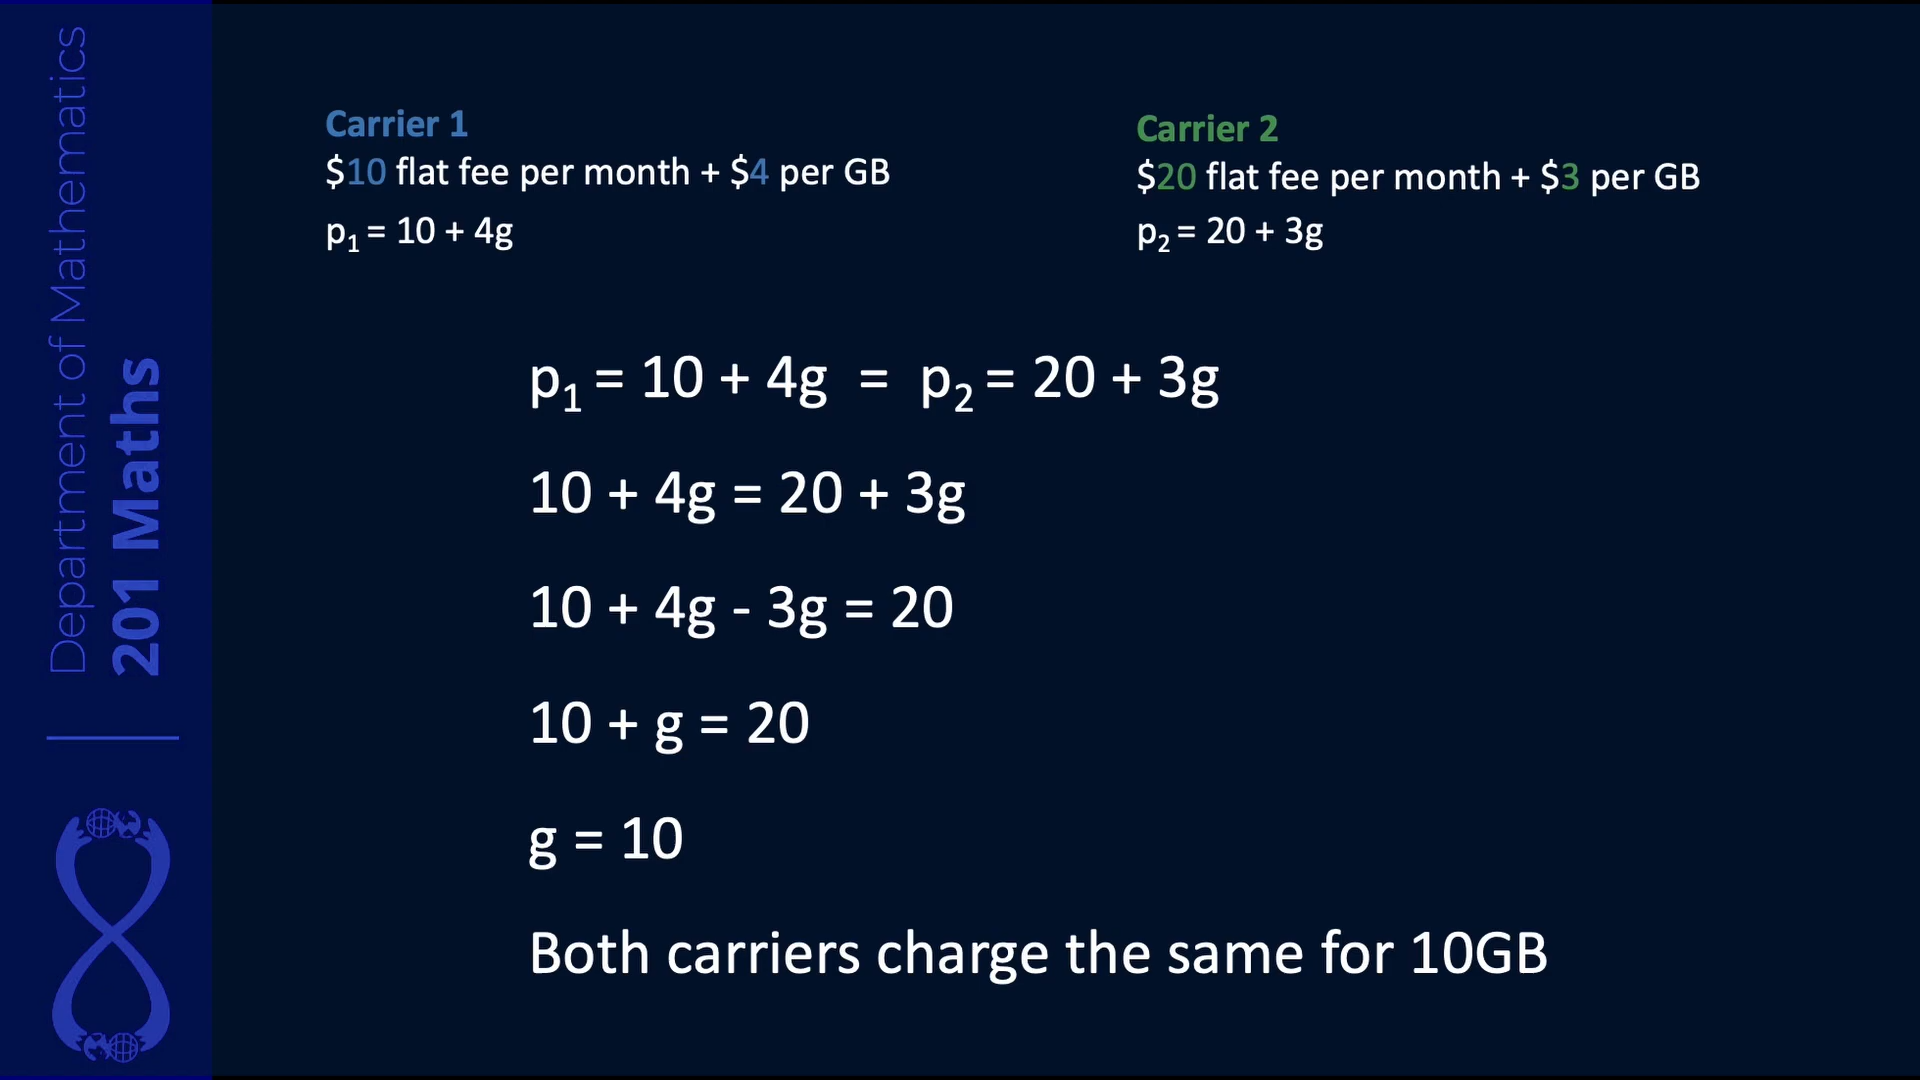 Department of Mathematics
201 Maths
Carrier 1
$10 flat fee per month + $4 per GB
p₁ = 10 + 4g
Carrier 2
$20 flat fee per month + $3 per GB
p₂ = 20 + 3g
p₁ = 10 + 4g = p₂ = 20 + 3g
10 + 4g = 20 + 3g
10 + 4g - 3g = 20
10 + g = 20
g = 10
Both carriers charge the same for 10GB